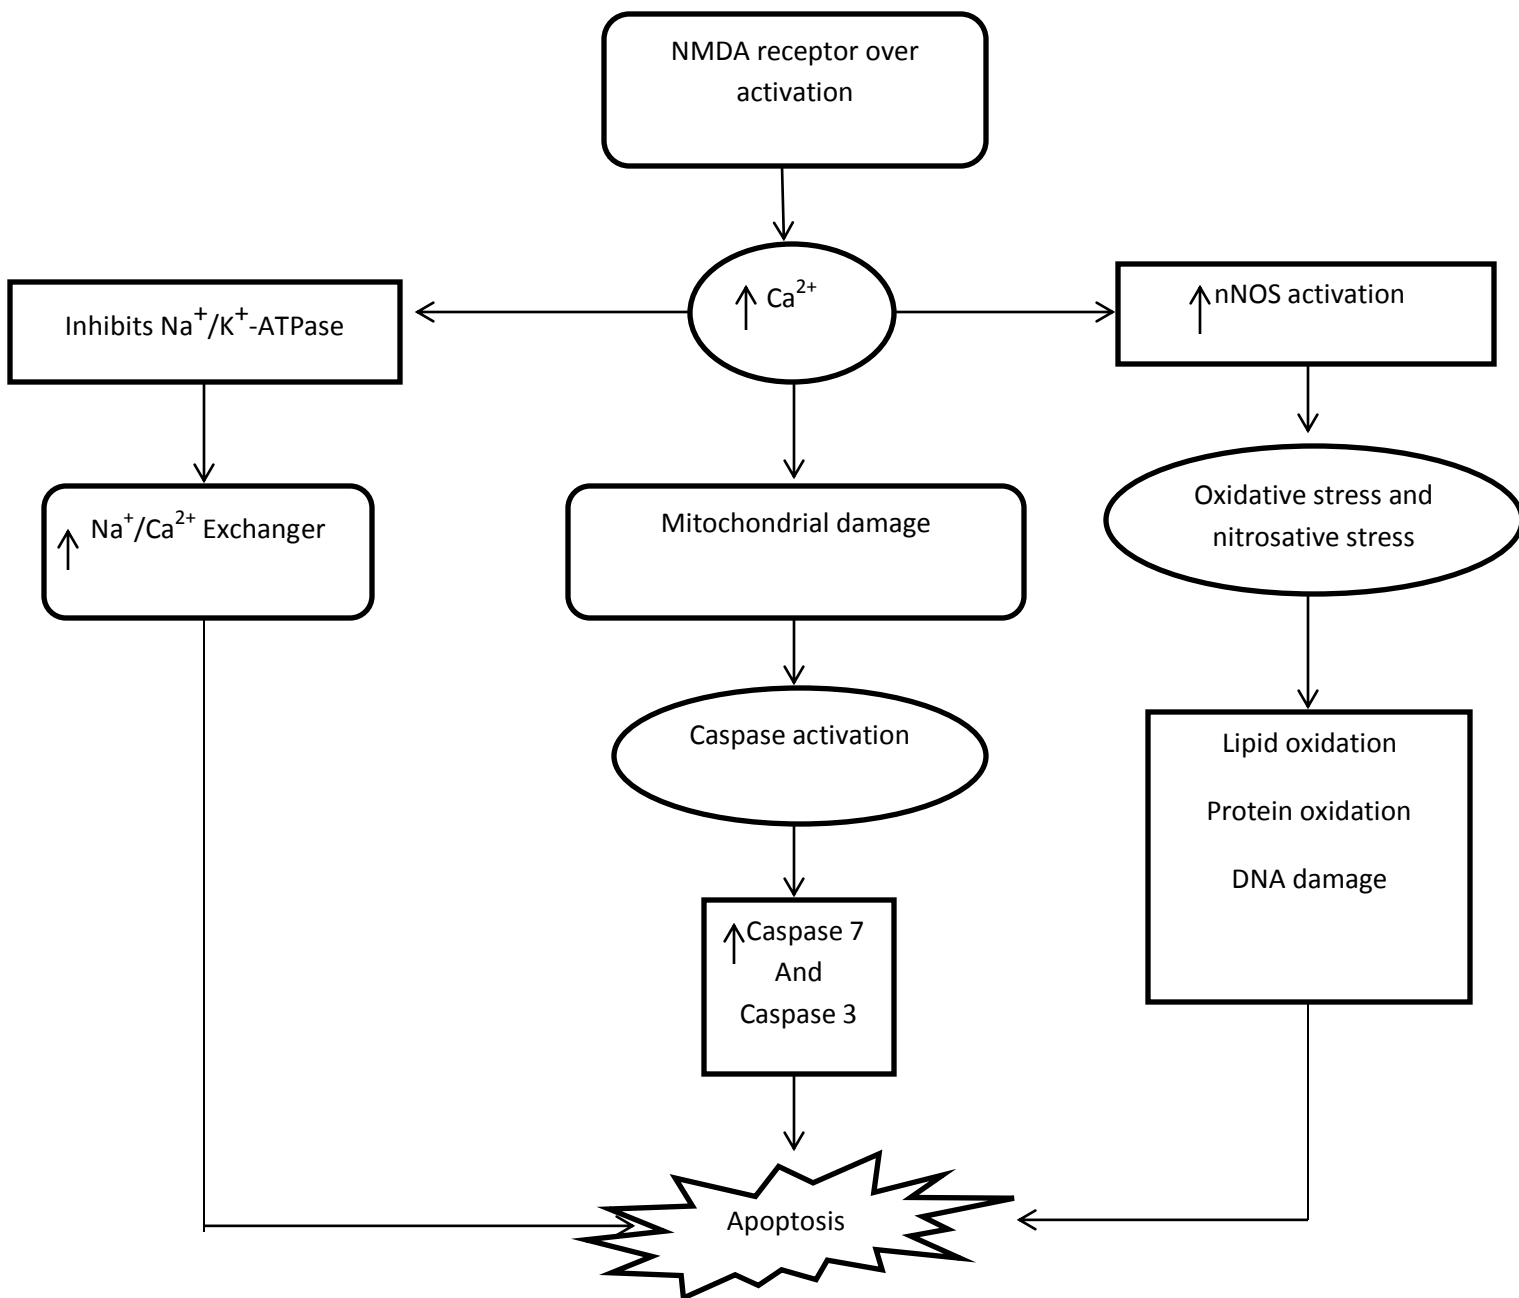 NMDA receptor over
activation
↑ Ca²⁺
Inhibits Na⁺/K⁺-ATPase
↑ nNOS activation
↑ Na⁺/Ca²⁺ Exchanger
Mitochondrial damage
Oxidative stress and
nitrosative stress
Caspase activation
Lipid oxidation
Protein oxidation
DNA damage
↑ Caspase 7
And
Caspase 3
Apoptosis